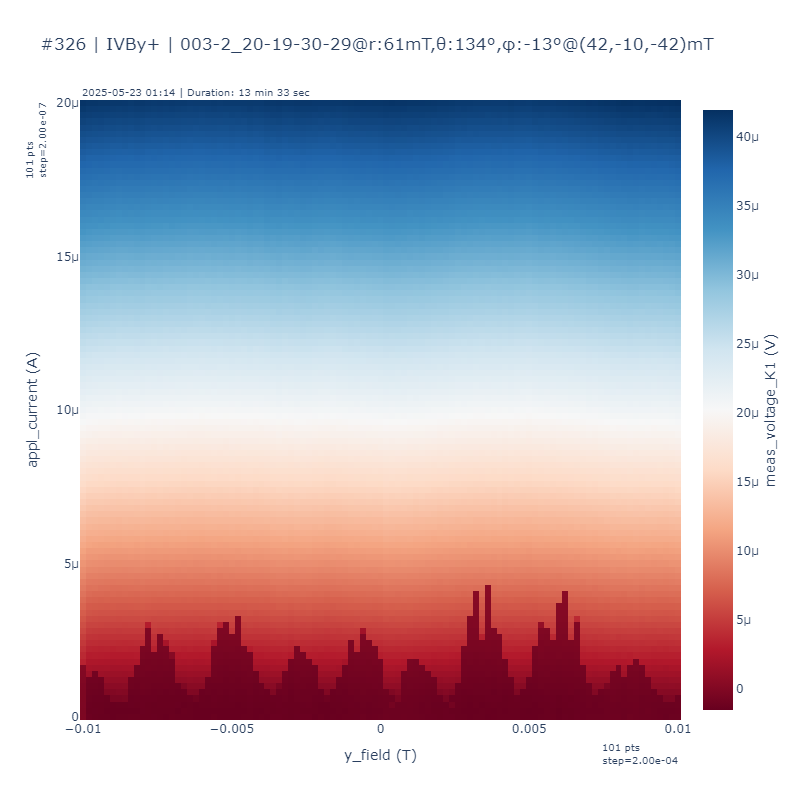 #326 | IVBy+ | 003-2_20-19-30-29@r:61mT,θ:134º,φ:-13º@(42,-10,-42)mT
2025-05-23 01:14 | Duration: 13 min 33 sec
101 pts
step=2.00e-07
20μ
15μ
10μ
5μ
0
appl_current (A)
−0.01
−0.005
0
0.005
0.01
y_field (T)
101 pts
step=2.00e-04
40μ
35μ
30μ
25μ
20μ
15μ
10μ
5μ
0
meas_voltage_K1 (V)